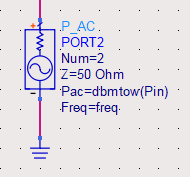 P_AC
PORT2
Num=2
Z=50 Ohm
Pac=dbmtow(Pin)
Freq=freq